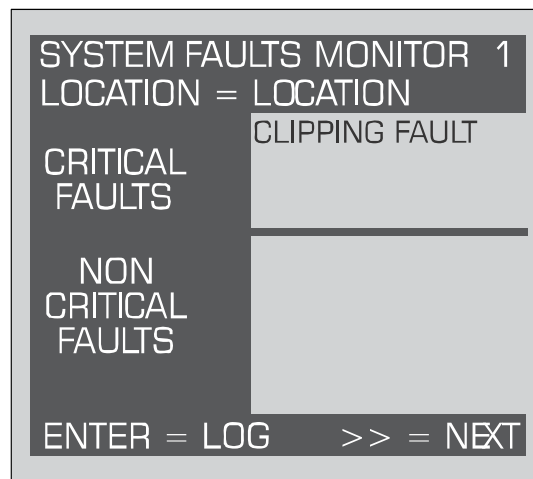 SYSTEM FAULTS MONITOR 1
LOCATION = LOCATION
CLIPPING FAULT
CRITICAL
FAULTS
NON
CRITICAL
FAULTS
ENTER = LOG >> = NEXT